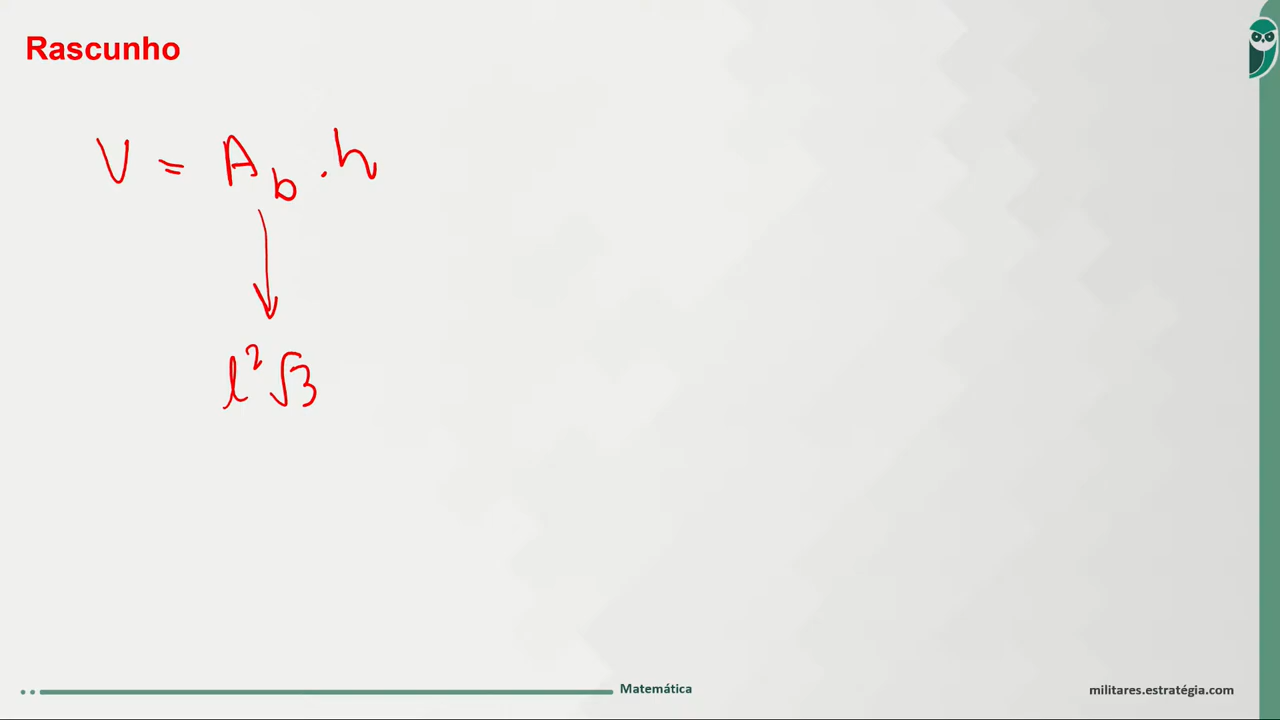 Rascunho
V = A_b . h
l²√3
Matemática
militares.estratégia.com